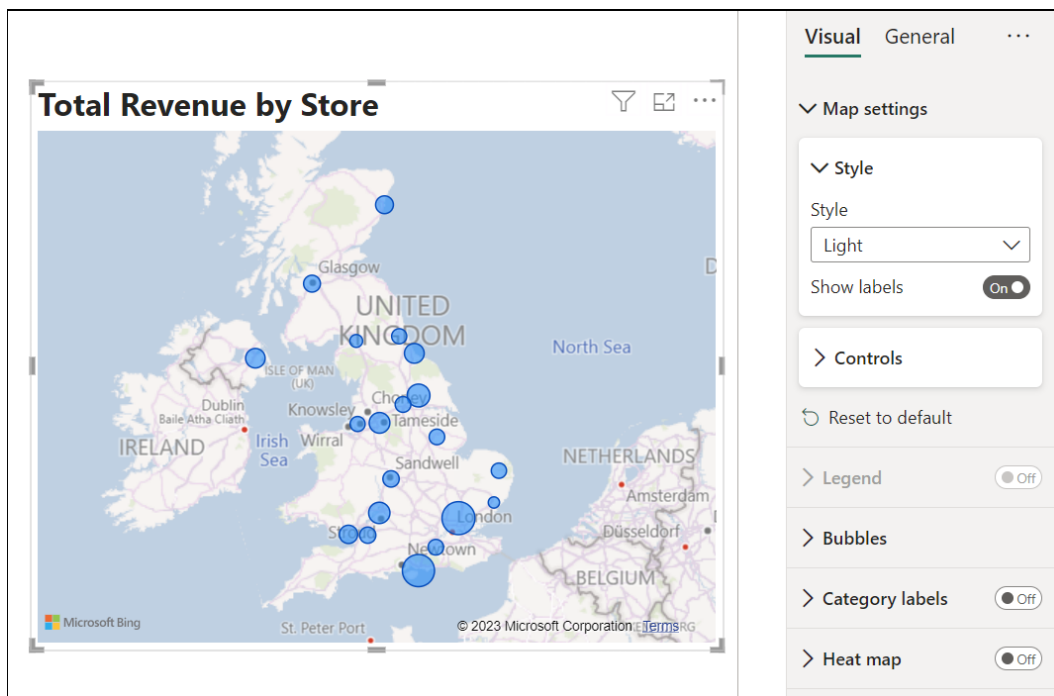 Visual General
Map settings
Style
Style
Light
Show labels On
Controls
Reset to default
Legend Off
Bubbles
Category labels Off
Heat map Off
Total Revenue by Store
Glasgow
UNITED
KINGDOM
North Sea
ISLE OF MAN
(UK)
Dublin
Baile Atha Cliath
IRELAND
Irish
Sea
Knowsley
Wirral
Tameside
Sandwell
London
NETHERLANDS
Amsterdam
Düsseldorf
BELGIUM
St. Peter Port
Microsoft Bing
© 2023 Microsoft Corporation Terms